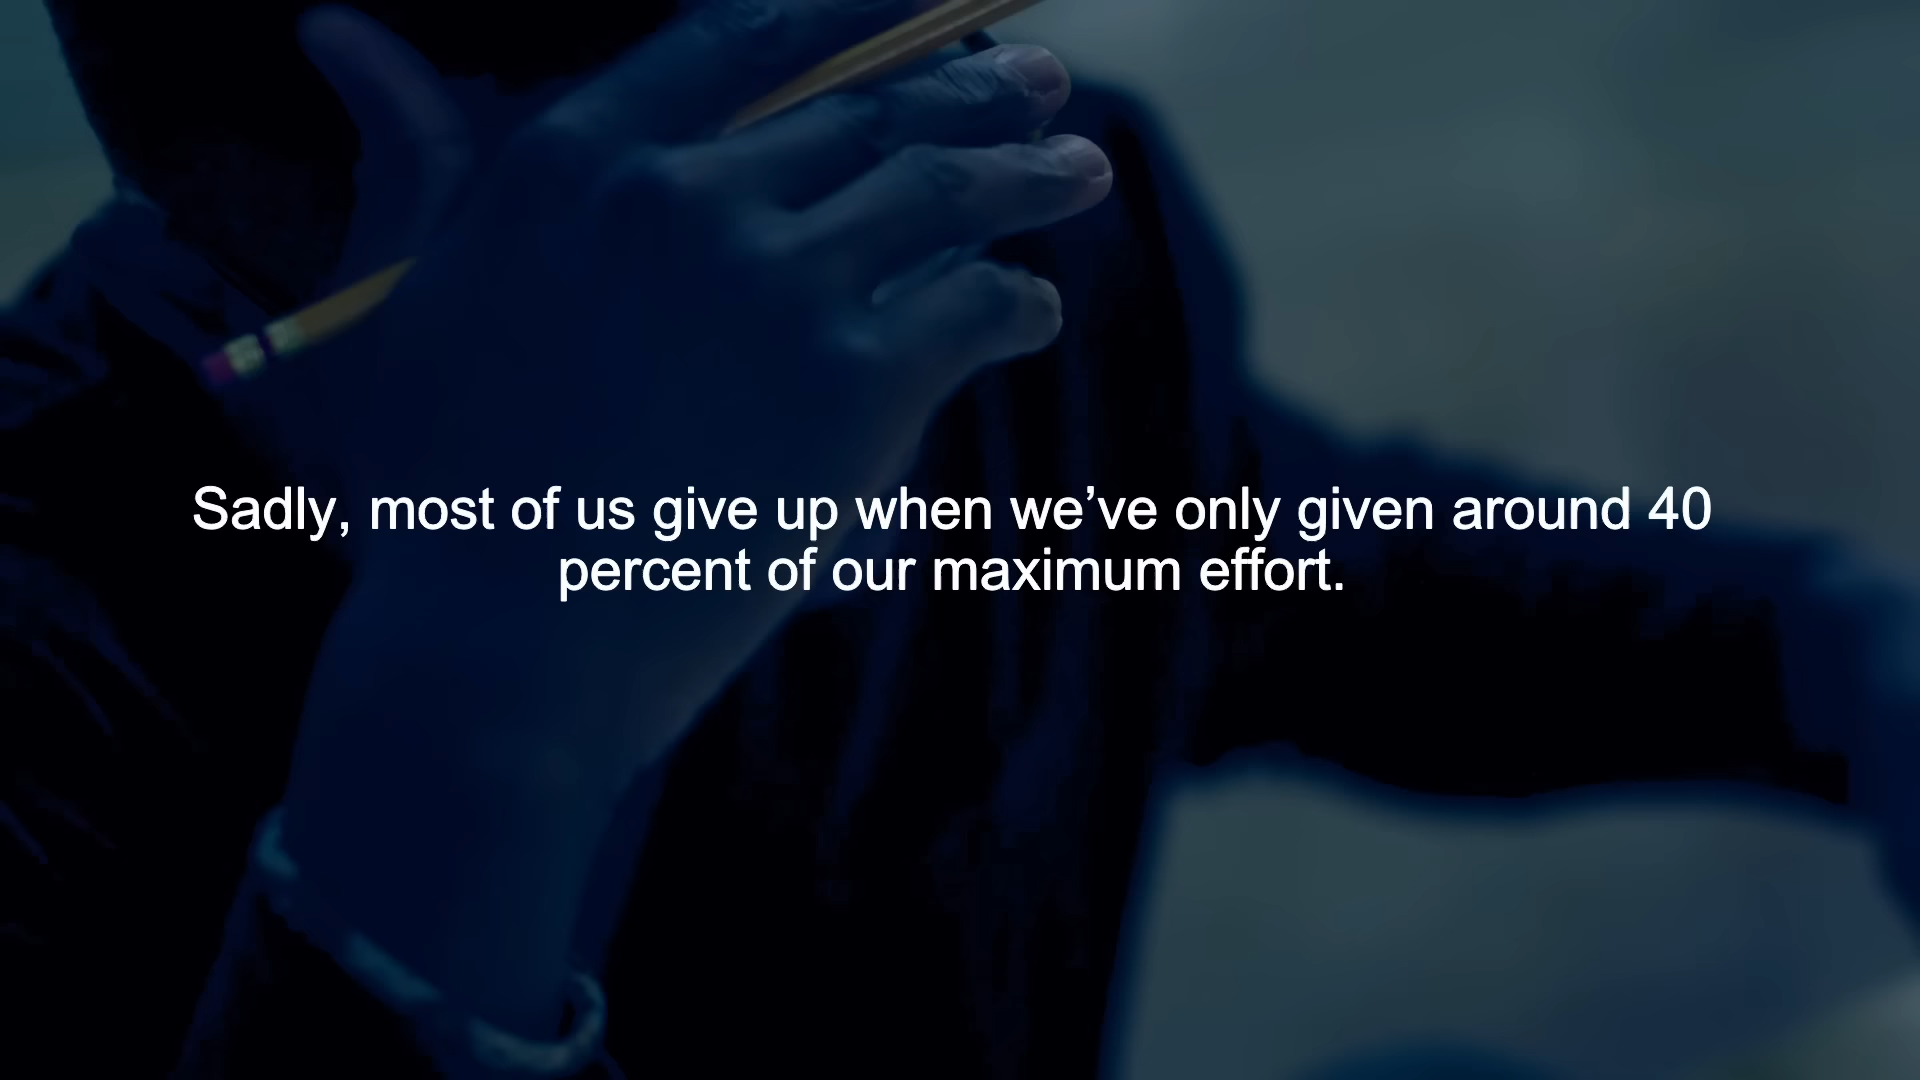 Sadly, most of us give up when we’ve only given around 40
percent of our maximum effort.